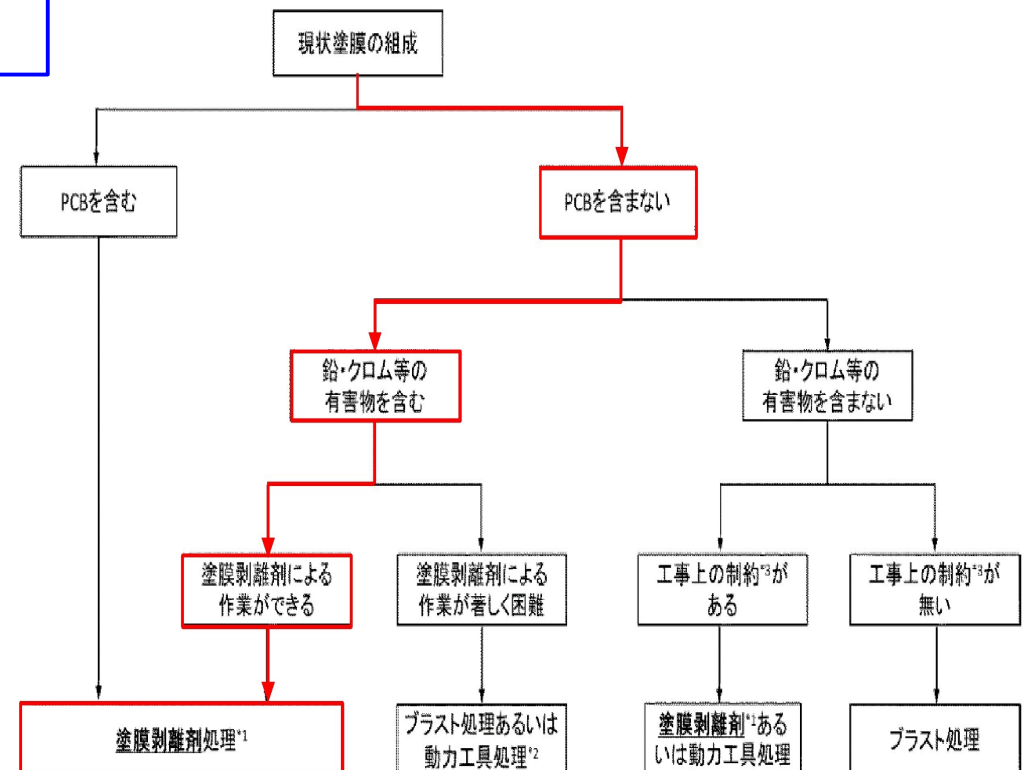 現状塗膜の組成
PCBを含む
PCBを含まない
鉛・クロム等の
有害物を含む
鉛・クロム等の
有害物を含まない
塗膜剥離剤による
作業ができる
塗膜剥離剤による
作業が著しく困難
工事上の制約*3が
ある
工事上の制約*3が
無い
塗膜剥離剤処理*1
ブラスト処理あるいは
動力工具処理*2
塗膜剥離剤*1ある
いは動力工具処理
ブラスト処理